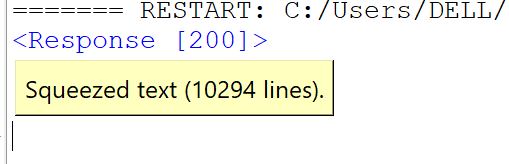 ======= RESTART: C:/Users/DELL/
<Response [200]>
Squeezed text (10294 lines).